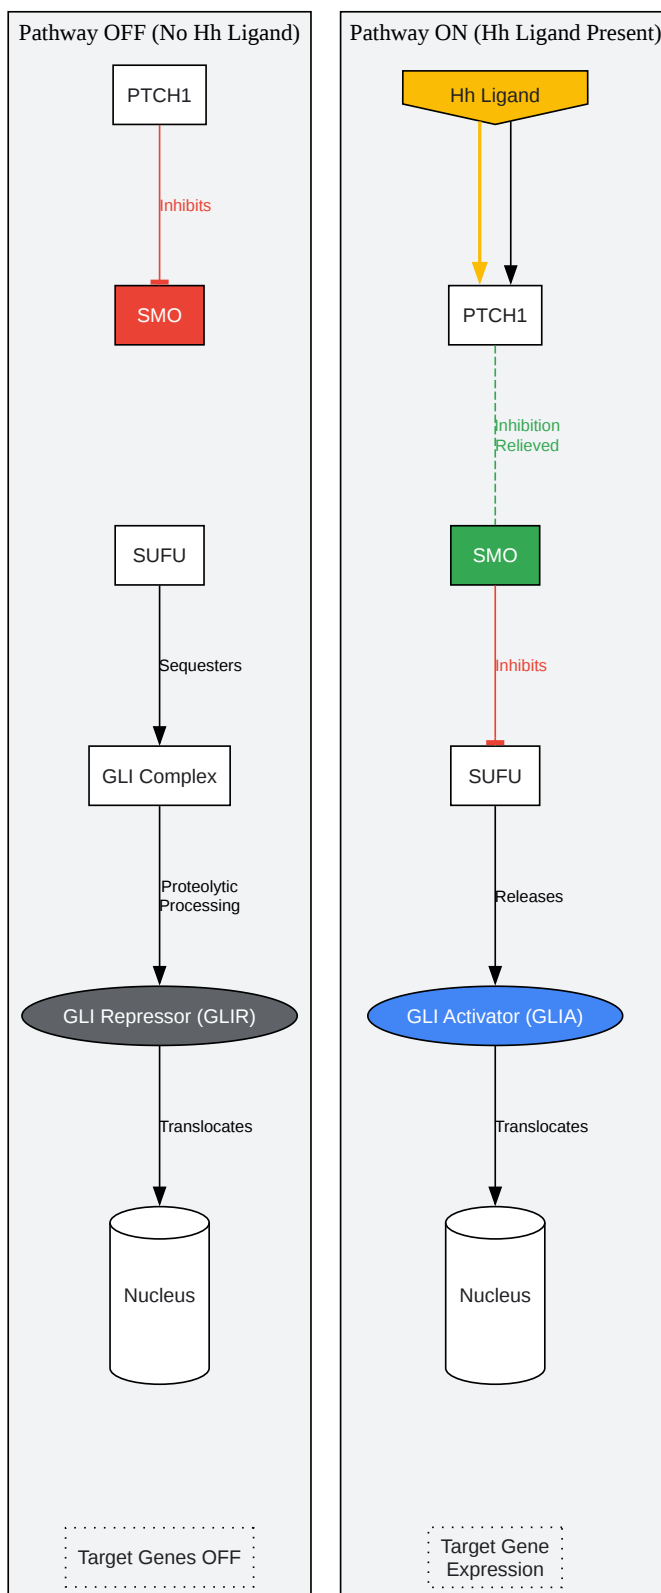 Pathway OFF (No Hh Ligand)
PTCH1
Inhibits
SMO
SUFU
Sequesters
GLI Complex
Proteolytic
Processing
GLI Repressor (GLIR)
Translocates
Nucleus
Target Genes OFF
Pathway ON (Hh Ligand Present)
Hh Ligand
PTCH1
Inhibition
Relieved
SMO
Inhibits
SUFU
Releases
GLI Activator (GLIA)
Translocates
Nucleus
Target Gene
Expression